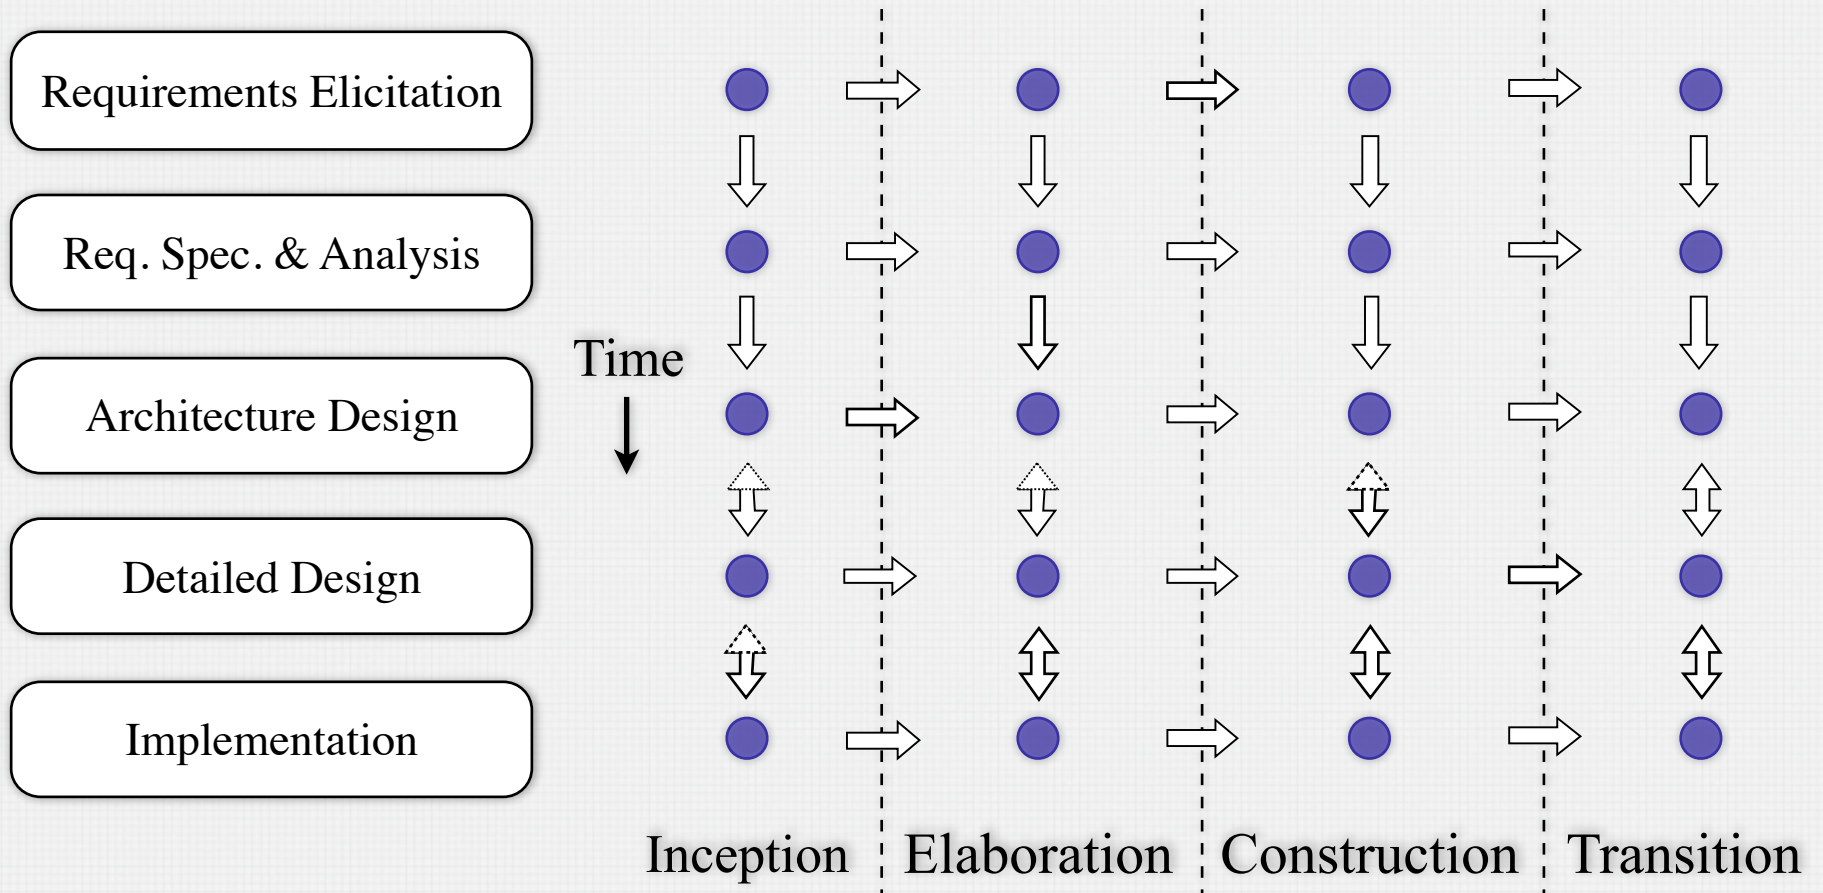 Requirements Elicitation
Req. Spec. & Analysis
Time
Architecture Design
Detailed Design
Implementation
Inception
Elaboration
Construction
Transition